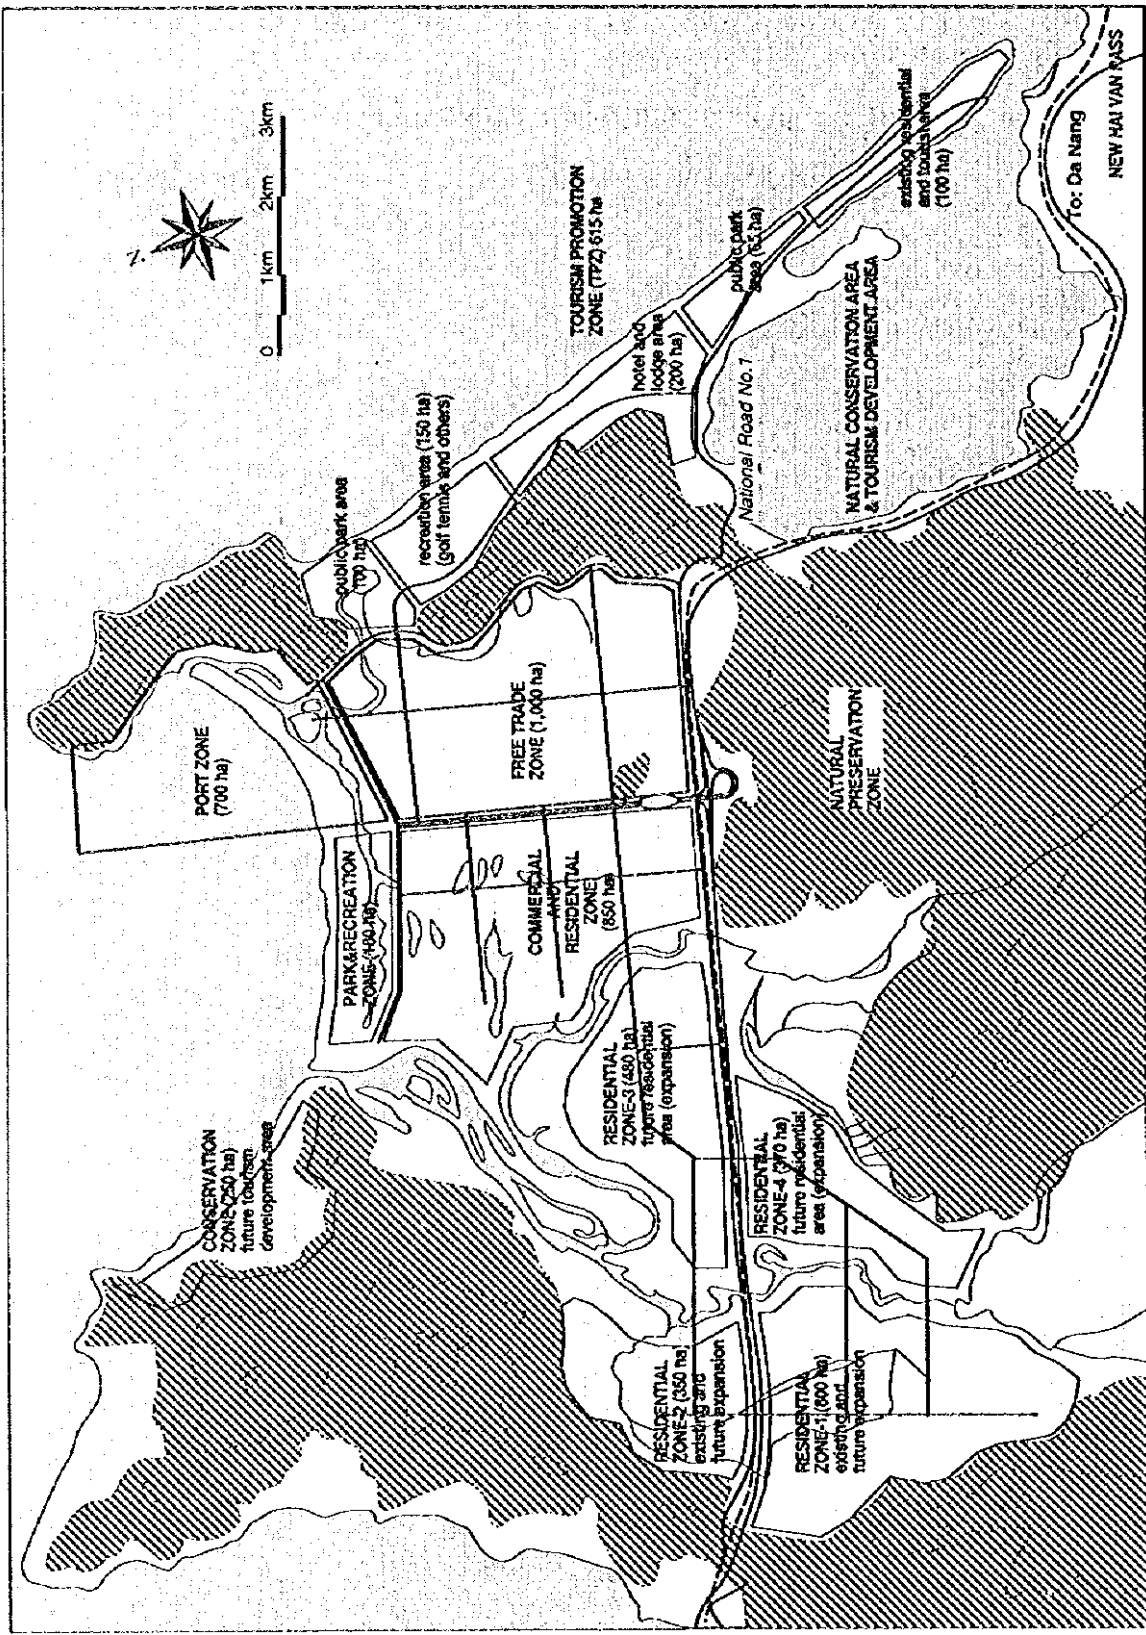 CONSERVATION
ZONE (250 ha)
future tourism
development area
PORT ZONE
(700 ha)
PARK&RECREATION
ZONE
N
0 1km 2km 3km
public park area
(100 ha)
recreation area (150 ha)
(golf tennis and others)
TOURISM PROMOTION
ZONE (TPZ) 615 ha
hotel and
lodge area
(200 ha)
public park
area (65 ha)
existing residential
and tourism area
(100 ha)
FREE TRADE
ZONE (1,000 ha)
COMMERCIAL
AND
RESIDENTIAL
ZONE
(850 ha)
National Road No.1
NATURAL CONSERVATION AREA
& TOURISM DEVELOPMENT AREA
RESIDENTIAL
ZONE-3 (480 ha)
future residential
area (expansion)
RESIDENTIAL
ZONE-2 (350 ha)
existing and
future expansion
RESIDENTIAL
ZONE-4 (370 ha)
future residential
area (expansion)
RESIDENTIAL
ZONE-1
existing and
future expansion
NATURAL
PRESERVATION
ZONE
To: Da Nang
NEW HAI VAN PASS